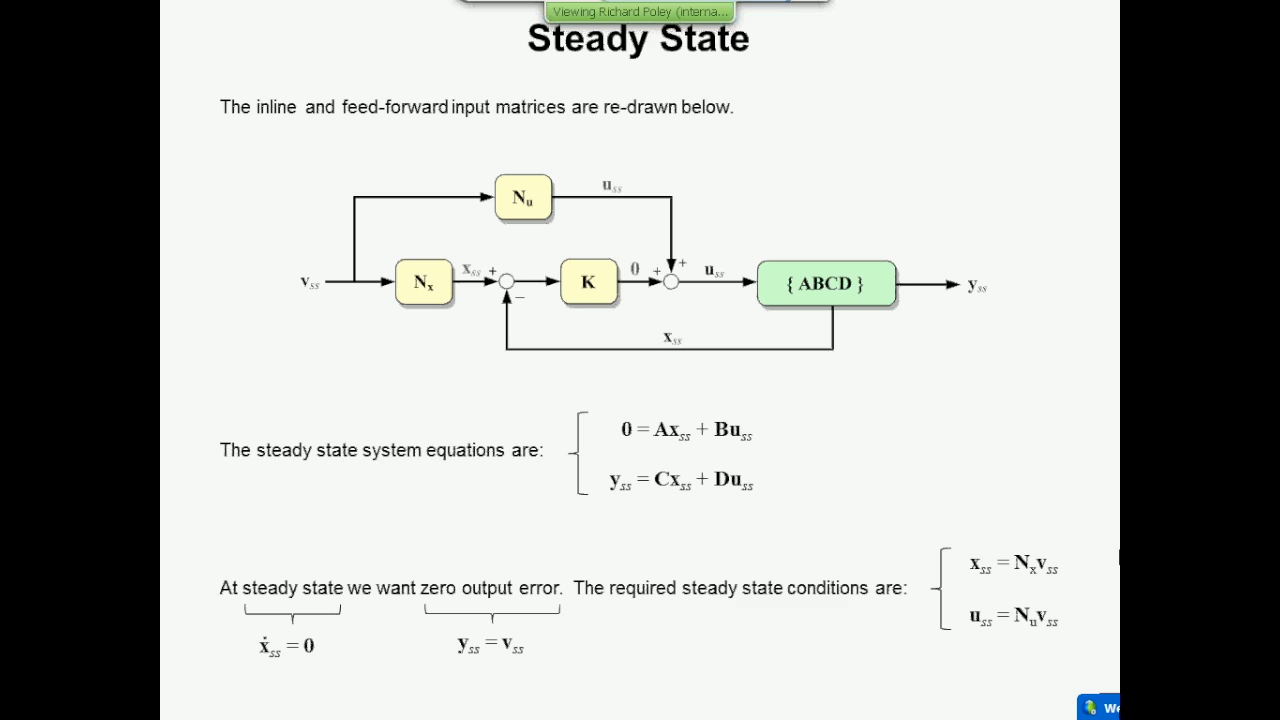 Viewing Richard Poley (interna...
Steady State
The inline and feed-forward input matrices are re-drawn below.
Nu
uss
vss
Nx
xss
+
−
K
0
+
+
uss
{ ABCD }
yss
xss
The steady state system equations are:
0 = Axss + Buss
yss = Cxss + Duss
At steady state we want zero output error. The required steady state conditions are:
xss = Nxvss
uss = Nuvss
ẋss = 0
yss = vss
We